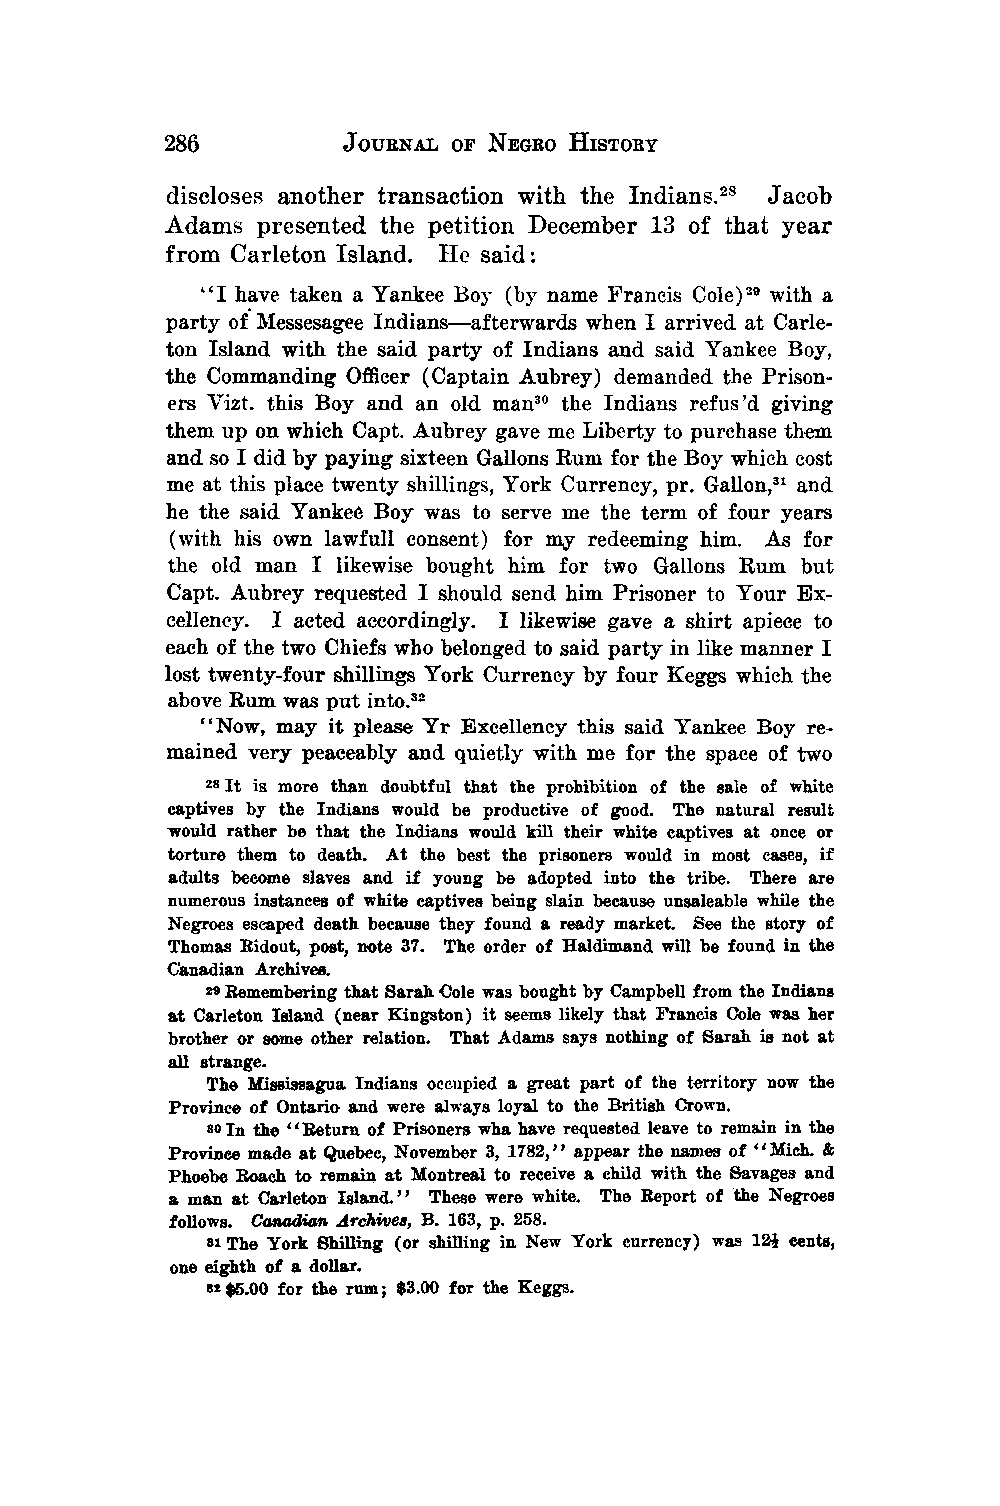 286 JOURNAL OF NEGRO HISTORY
discloses another transaction with the Indians.²⁸ Jacob
Adams presented the petition December 13 of that year
from Carleton Island. He said:
“I have taken a Yankee Boy (by name Francis Cole)²⁹ with a
party of Messesagee Indians—afterwards when I arrived at Carle-
ton Island with the said party of Indians and said Yankee Boy,
the Commanding Officer (Captain Aubrey) demanded the Prison-
ers Vizt. this Boy and an old man³⁰ the Indians refus'd giving
them up on which Capt. Aubrey gave me Liberty to purchase them
and so I did by paying sixteen Gallons Rum for the Boy which cost
me at this place twenty shillings, York Currency, pr. Gallon,³¹ and
he the said Yankee Boy was to serve me the term of four years
(with his own lawfull consent) for my redeeming him. As for
the old man I likewise bought him for two Gallons Rum but
Capt. Aubrey requested I should send him Prisoner to Your Ex-
cellency. I acted accordingly. I likewise gave a shirt apiece to
each of the two Chiefs who belonged to said party in like manner I
lost twenty-four shillings York Currency by four Keggs which the
above Rum was put into.³²
“Now, may it please Yr Excellency this said Yankee Boy re-
mained very peaceably and quietly with me for the space of two
²⁸ It is more than doubtful that the prohibition of the sale of white
captives by the Indians would be productive of good. The natural result
would rather be that the Indians would kill their white captives at once or
torture them to death. At the best the prisoners would in most cases, if
adults become slaves and if young be adopted into the tribe. There are
numerous instances of white captives being slain because unsaleable while the
Negroes escaped death because they found a ready market. See the story of
Thomas Ridout, post, note 37. The order of Haldimand will be found in the
Canadian Archives.
²⁹ Remembering that Sarah Cole was bought by Campbell from the Indians
at Carleton Island (near Kingston) it seems likely that Francis Cole was her
brother or some other relation. That Adams says nothing of Sarah is not at
all strange.
The Mississagua Indians occupied a great part of the territory now the
Province of Ontario and were always loyal to the British Crown.
³⁰ In the “Return of Prisoners wha have requested leave to remain in the
Province made at Quebec, November 3, 1782,” appear the names of “Mich. &
Phoebe Roach to remain at Montreal to receive a child with the Savages and
a man at Carleton Island.” These were white. The Report of the Negroes
follows. Canadian Archives, B. 163, p. 258.
³¹ The York Shilling (or shilling in New York currency) was 12½ cents,
one eighth of a dollar.
³² $5.00 for the rum; $3.00 for the Keggs.